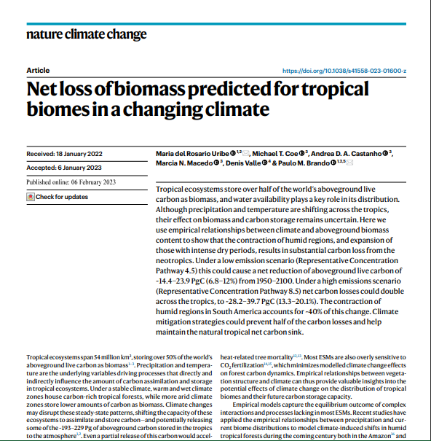 nature climate change
Article
https://doi.org/10.1038/s41558-023-01600-z
Net loss of biomass predicted for tropical
biomes in a changing climate
Received: 18 January 2022
Accepted: 6 January 2023
Published online: 06 February 2023
Check for updates
Maria del Rosario Uribe 1,2, Michael T. Coe 2, Andrea D. A. Castanho 2,
Marcia N. Macedo 2, Denis Valle 4 & Paulo M. Brando 1,2,5
Tropical ecosystems store over half of the world's aboveground live
carbon as biomass, and water availability plays a key role in its distribution.
Although precipitation and temperature are shifting across the tropics,
their effect on biomass and carbon storage remains uncertain. Here we
use empirical relationships between climate and aboveground biomass
content to show that the contraction of humid regions, and expansion of
those with intense dry periods, results in substantial carbon loss from the
neotropics. Under a low emission scenario (Representative Concentration
Pathway 4.5) this could cause a net reduction of aboveground live carbon of
~14.4–23.9 PgC (6.8–12%) from 1950–2100. Under a high emissions scenario
(Representative Concentration Pathway 8.5) net carbon losses could double
across the tropics, to ~28.2–39.7 PgC (13.3–20.1%). The contraction of
humid regions in South America accounts for ~40% of this change. Climate
mitigation strategies could prevent half of the carbon losses and help
maintain the natural tropical net carbon sink.
Tropical ecosystems span 54 million km², storing over 50% of the world's
aboveground live carbon as biomass. Precipitation and tempera-
ture are the underlying variables driving processes that directly and
indirectly influence the amount of carbon assimilation and storage
in tropical ecosystems. Under a stable climate, warm and wet climate
zones house carbon-rich tropical forests, while more arid climate
zones store lower amounts of carbon as biomass. Climate changes
may disrupt these steady-state patterns, shifting the capacity of these
ecosystems to assimilate and store carbon—and potentially releasing
some of the ~193–229 Pg of aboveground carbon stored in the tropics
to the atmosphere. Even a partial release of this carbon would accel-
heat-related tree mortality. Most ESMs are also overly sensitive to
CO₂ fertilization, which minimizes modelled climate change effects
on forest carbon dynamics. Empirical relationships between vegeta-
tion structure and climate can thus provide valuable insights into the
potential effects of climate change on the distribution of tropical
biomes and their future carbon storage capacity.
Empirical models capture the equilibrium outcome of complex
interactions and processes lacking in most ESMs. Recent studies have
applied the empirical relationships between precipitation and cur-
rent biome distributions to model climate-induced shifts in humid
tropical forests during the coming century both in the Amazon and